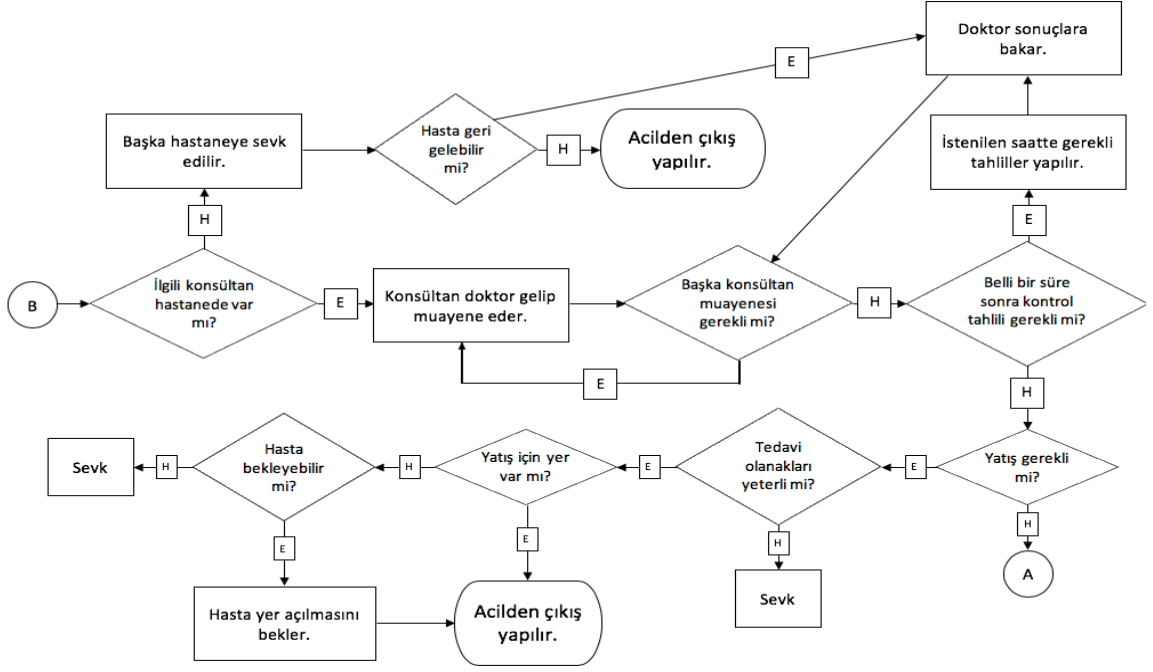 Doktor sonuçlara
bakar.
E
Başka hastaneye sevk
edilir.
Hasta geri
gelebilir
mi?
H
Acilden çıkış
yapılır.
İstenilen saatte gerekli
tahliller yapılır.
H
E
B
İlgili konsültan
hastanede var
mı?
E
Konsültan doktor gelip
muayene eder.
Başka konsültan
muayenesi
gerekli mi?
H
Belli bir süre
sonra kontrol
tahlili gerekli mi?
E
H
Sevk
H
Hasta
bekleyebilir
mi?
H
Yatış için yer
var mı?
E
Tedavi
olanakları
yeterli mi?
E
Yatış gerekli
mi?
E
E
H
H
Hasta yer açılmasını
bekler.
Acilden çıkış
yapılır.
Sevk
A